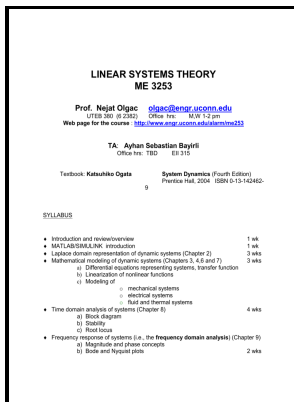 LINEAR SYSTEMS THEORY
ME 3253
Prof. Nejat Olgac olgac@engr.uconn.edu
UTEB 380 (6 2382) Office hrs: M,W 1-2 pm
Web page for the course : http://www.engr.uconn.edu/alarm/me253
TA: Ayhan Sebastian Bayirli
Office hrs: TBD EII 315
Textbook: Katsuhiko Ogata System Dynamics (Fourth Edition)
Prentice Hall, 2004 ISBN 0-13-142462-
9
SYLLABUS
♦ Introduction and review/overview 1 wk
♦ MATLAB/SIMULINK introduction 1 wk
♦ Laplace domain representation of dynamic systems (Chapter 2) 3 wks
♦ Mathematical modeling of dynamic systems (Chapters 3, 4,6 and 7) 3 wks
a) Differential equations representing systems, transfer function
b) Linearization of nonlinear functions
c) Modeling of
○ mechanical systems
○ electrical systems
○ fluid and thermal systems
♦ Time domain analysis of systems (Chapter 8) 4 wks
a) Block diagram
b) Stability
c) Root locus
♦ Frequency response of systems (i.e., the frequency domain analysis) (Chapter 9)
a) Magnitude and phase concepts
b) Bode and Nyquist plots 2 wks